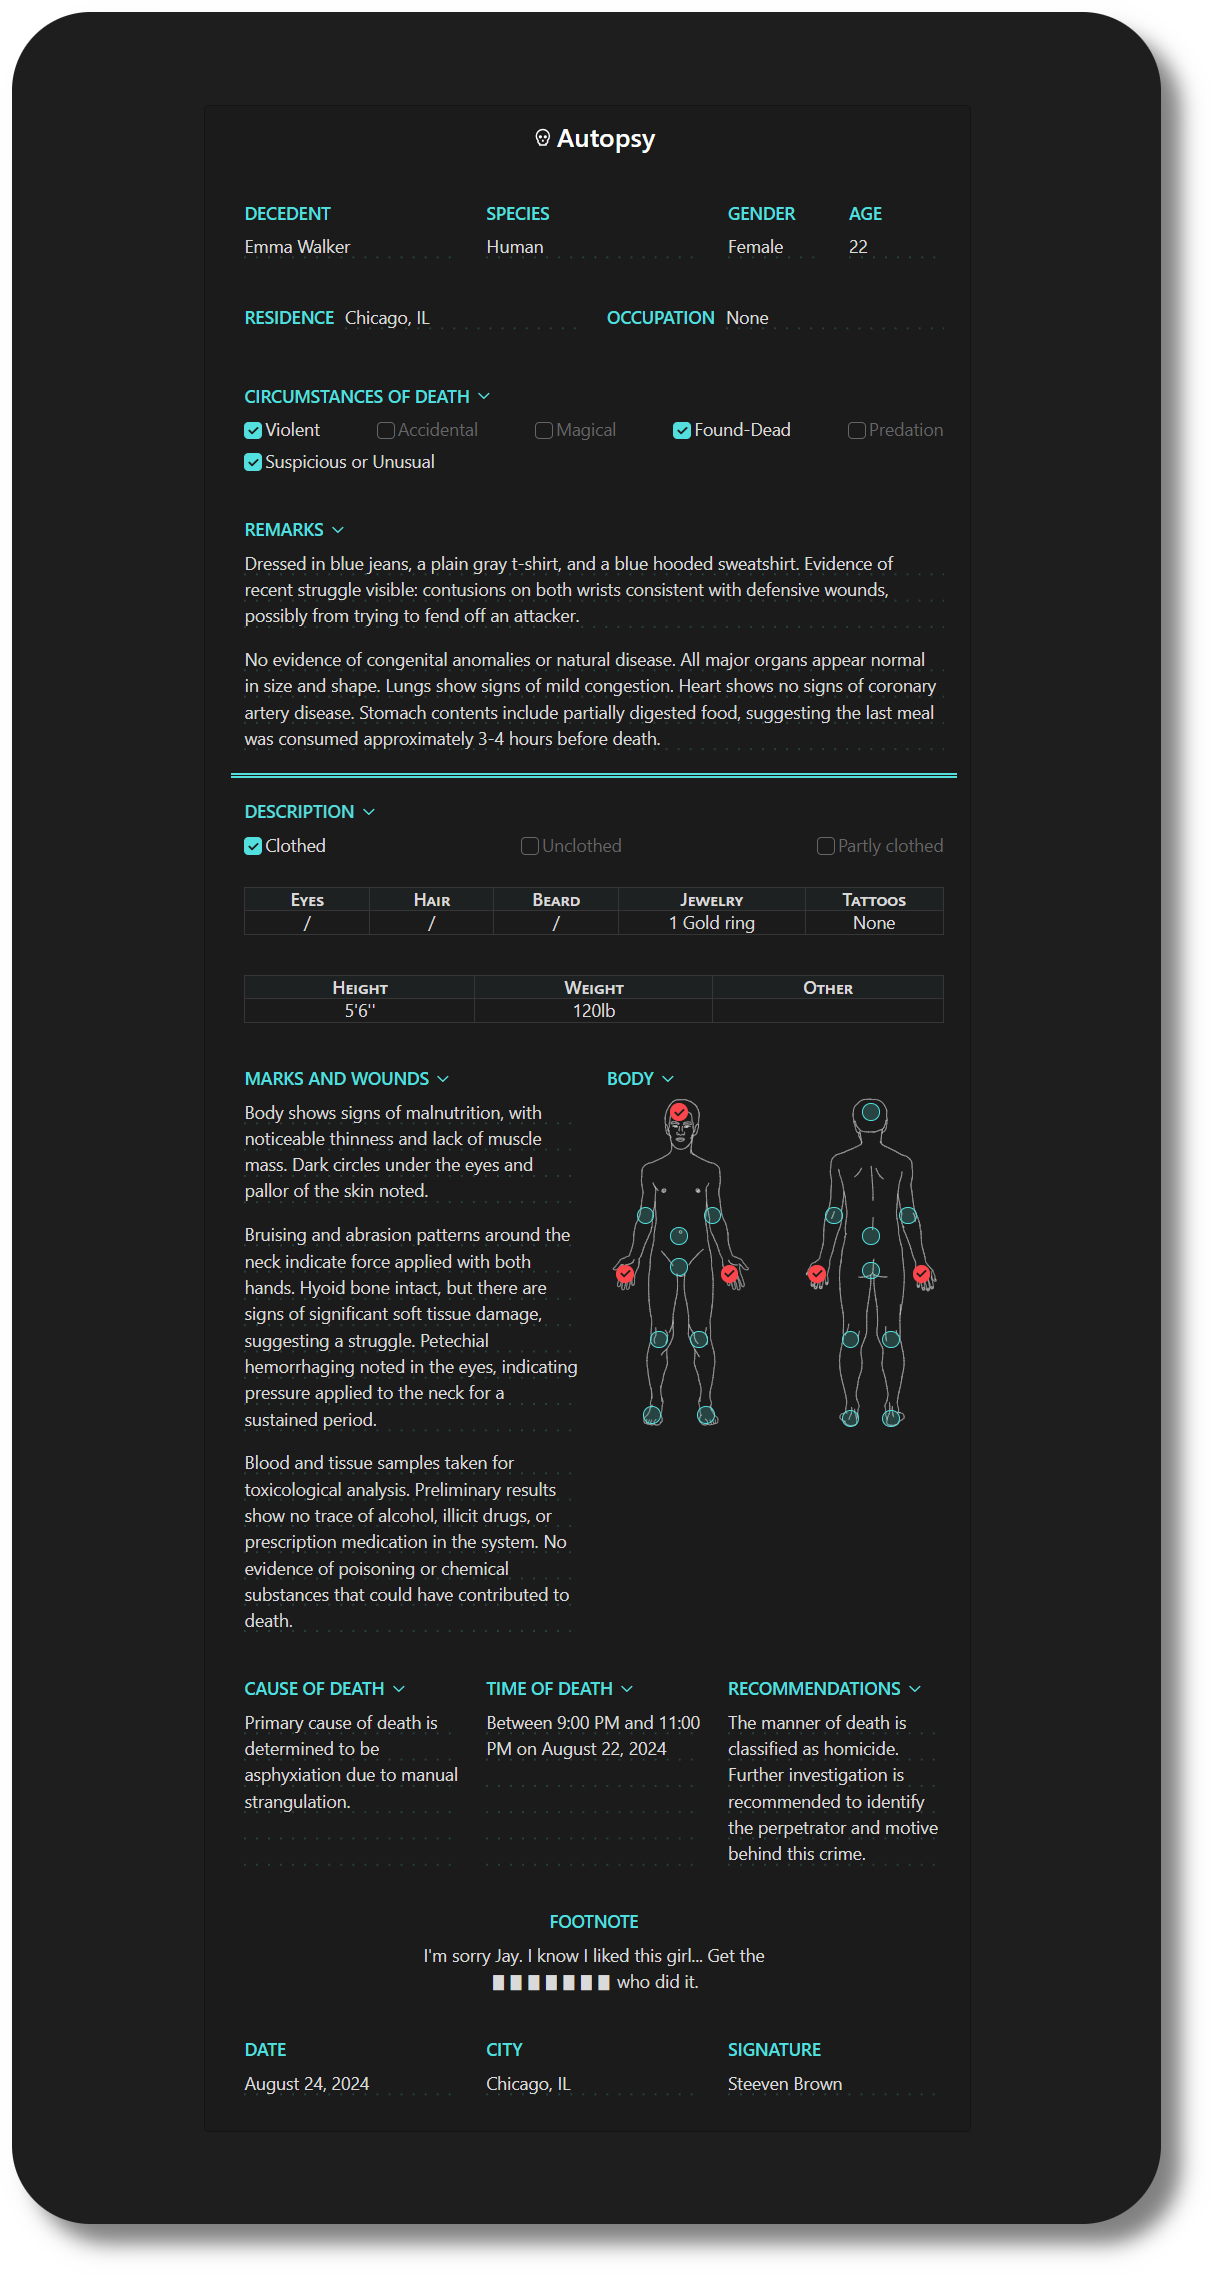 Autopsy
DECEDENT SPECIES GENDER AGE
Emma Walker Human Female 22
RESIDENCE Chicago, IL OCCUPATION None
CIRCUMSTANCES OF DEATH
Violent Accidental Magical Found-Dead Predation
Suspicious or Unusual
REMARKS
Dressed in blue jeans, a plain gray t-shirt, and a blue hooded sweatshirt. Evidence of
recent struggle visible: contusions on both wrists consistent with defensive wounds,
possibly from trying to fend off an attacker.
No evidence of congenital anomalies or natural disease. All major organs appear normal
in size and shape. Lungs show signs of mild congestion. Heart shows no signs of coronary
artery disease. Stomach contents include partially digested food, suggesting the last meal
was consumed approximately 3-4 hours before death.
DESCRIPTION
Clothed Unclothed Partly clothed
Eyes Hair Beard Jewelry Tattoos
/ / / 1 Gold ring None
Height Weight Other
5'6'' 120lb
MARKS AND WOUNDS
Body shows signs of malnutrition, with
noticeable thinness and lack of muscle
mass. Dark circles under the eyes and
pallor of the skin noted.
Bruising and abrasion patterns around the
neck indicate force applied with both
hands. Hyoid bone intact, but there are
signs of significant soft tissue damage,
suggesting a struggle. Petechial
hemorrhaging noted in the eyes, indicating
pressure applied to the neck for a
sustained period.
Blood and tissue samples taken for
toxicological analysis. Preliminary results
show no trace of alcohol, illicit drugs, or
prescription medication in the system. No
evidence of poisoning or chemical
substances that could have contributed to
death.
BODY
CAUSE OF DEATH
Primary cause of death is
determined to be
asphyxiation due to manual
strangulation.
TIME OF DEATH
Between 9:00 PM and 11:00
PM on August 22, 2024
RECOMMENDATIONS
The manner of death is
classified as homicide.
Further investigation is
recommended to identify
the perpetrator and motive
behind this crime.
FOOTNOTE
I'm sorry Jay. I know I liked this girl... Get the
█ █ █ █ █ █ █ who did it.
DATE CITY SIGNATURE
August 24, 2024 Chicago, IL Steeven Brown